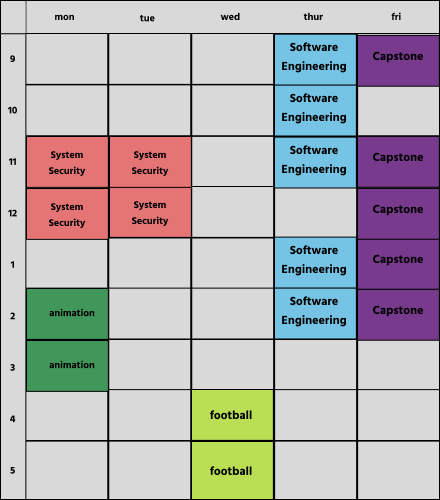 mon tue wed thur fri
9 Software Engineering Capstone
10 Software Engineering
11 System Security System Security Software Engineering Capstone
12 System Security System Security Capstone
1 Software Engineering Capstone
2 animation Software Engineering Capstone
3 animation
4 football
5 football